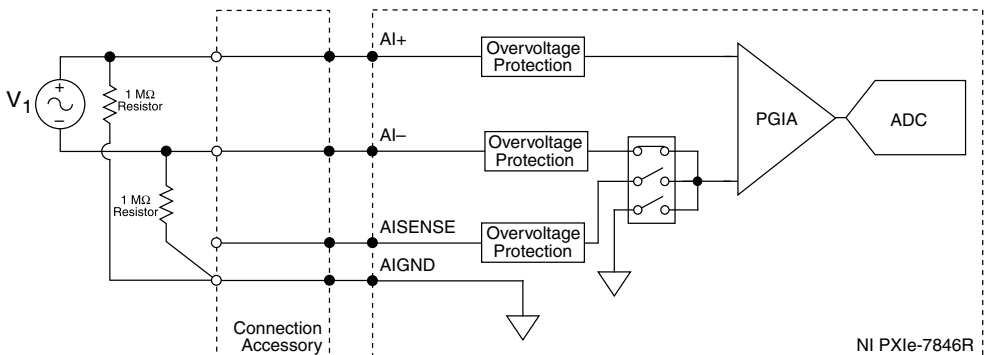 AI+
Overvoltage
Protection
+
V1
–
1 MΩ
Resistor
PGIA
ADC
AI–
Overvoltage
Protection
1 MΩ
Resistor
AISENSE
Overvoltage
Protection
AIGND
Connection
Accessory
NI PXIe-7846R